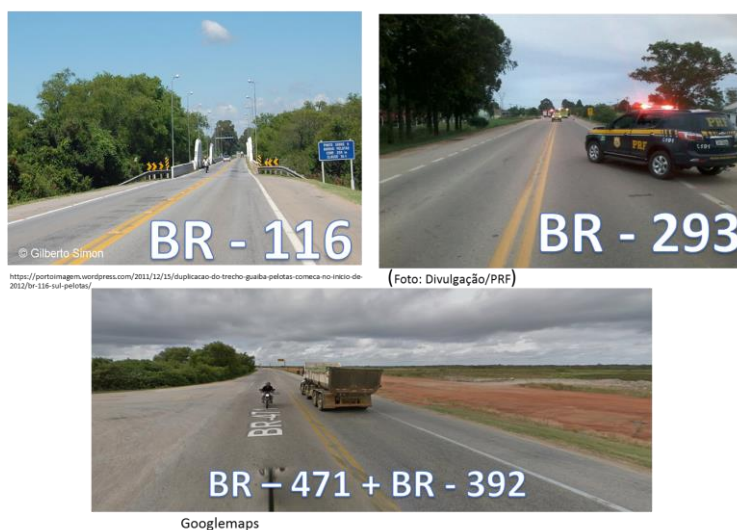 © Gilberto Simon
BR - 116
BR - 293
PRF
https://portoimagem.wordpress.com/2011/12/15/duplicacao-do-trecho-guaiba-pelotas-comeca-no-inicio-de-
2012/br-116-sul-pelotas/
(Foto: Divulgação/PRF)
BR-471
BR – 471 + BR - 392
Googlemaps